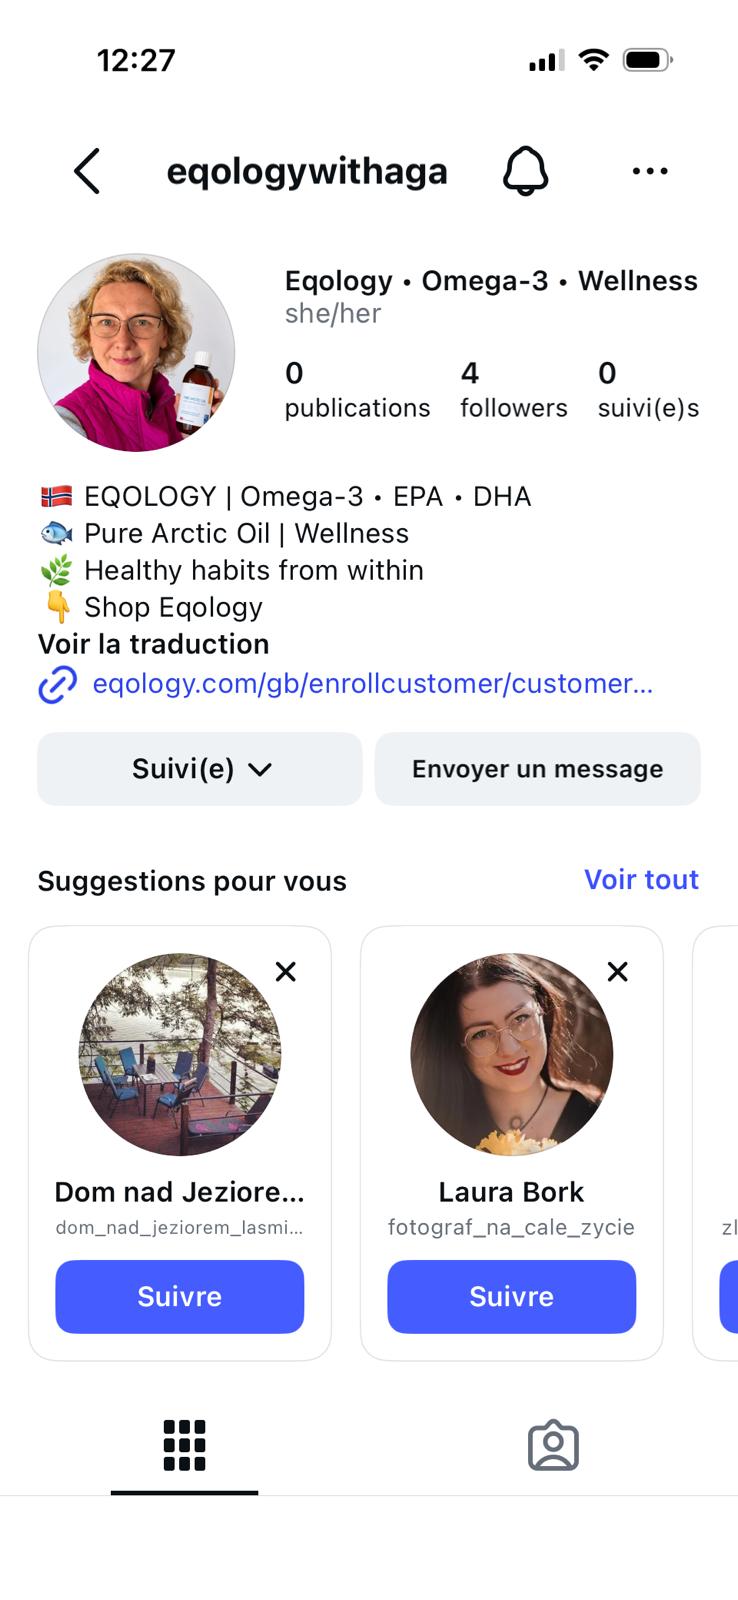 12:27
eqologywithaga
Eqology • Omega-3 • Wellness
she/her
0 4 0
publications followers suivi(e)s
🇳🇴 EQOLOGY | Omega-3 • EPA • DHA
🐟 Pure Arctic Oil | Wellness
🌿 Healthy habits from within
👇 Shop Eqology
Voir la traduction
eqology.com/gb/enrollcustomer/customer...
Suivi(e) Envoyer un message
Suggestions pour vous Voir tout
Dom nad Jeziore... Laura Bork
dom_nad_jeziorem_lasmi... fotograf_na_cale_zycie
Suivre Suivre